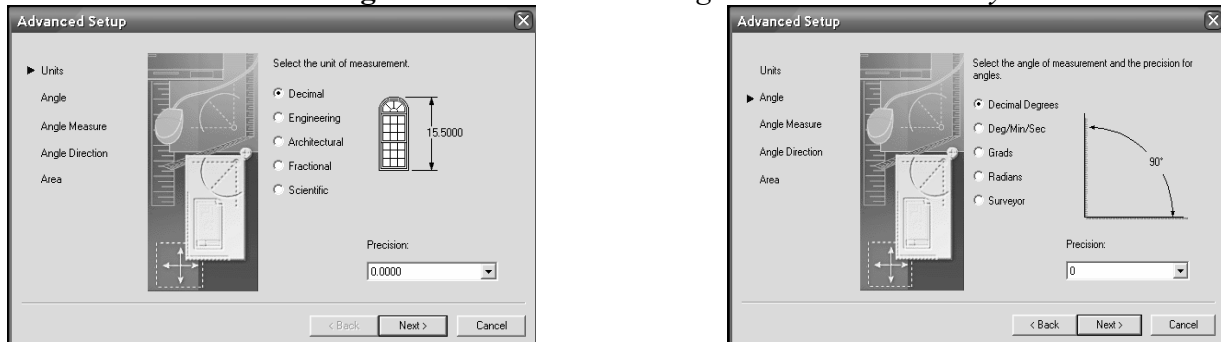 Advanced Setup
Units
Angle
Angle Measure
Angle Direction
Area
Select the unit of measurement.
Decimal
Engineering
Architectural
Fractional
Scientific
15.5000
Precision:
0.0000
< Back
Next >
Cancel
Advanced Setup
Units
Angle
Angle Measure
Angle Direction
Area
Select the angle of measurement and the precision for
angles.
Decimal Degrees
Deg/Min/Sec
Grads
Radians
Surveyor
90°
Precision:
0
< Back
Next >
Cancel